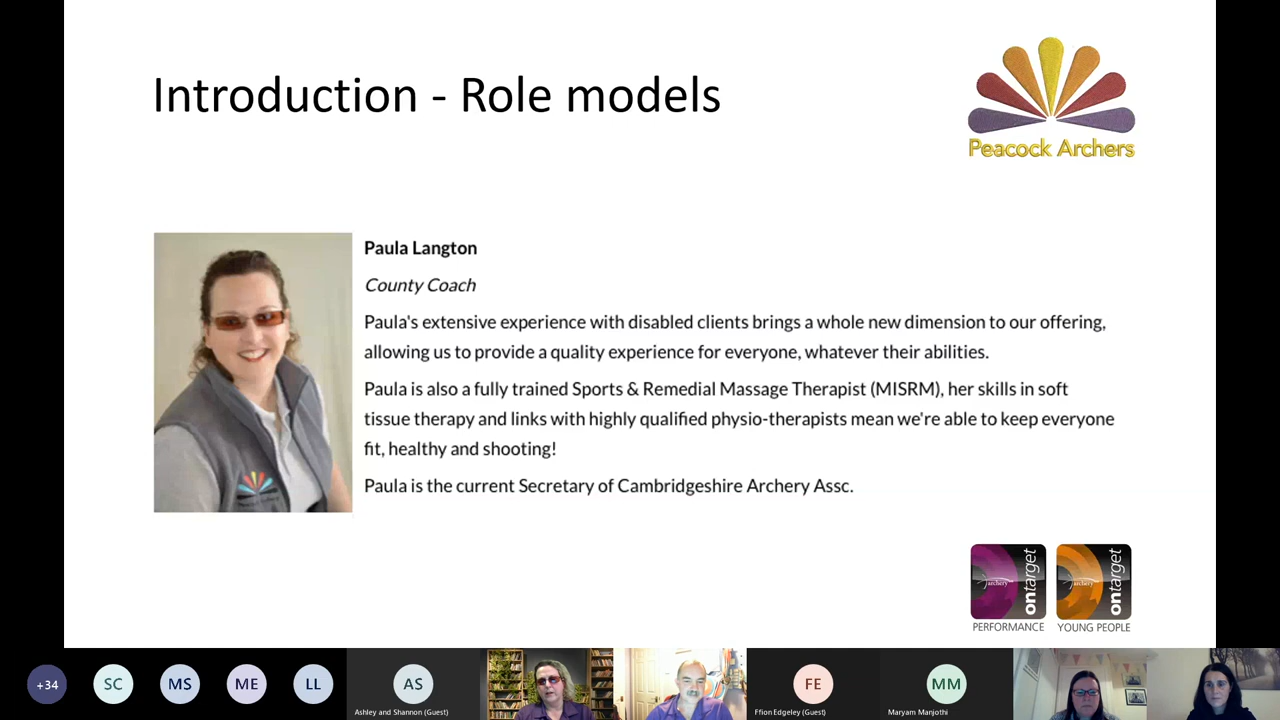 Introduction - Role models
Peacock Archers
Paula Langton
County Coach
Paula's extensive experience with disabled clients brings a whole new dimension to our offering,
allowing us to provide a quality experience for everyone, whatever their abilities.
Paula is also a fully trained Sports & Remedial Massage Therapist (MISRM), her skills in soft
tissue therapy and links with highly qualified physio-therapists mean we're able to keep everyone
fit, healthy and shooting!
Paula is the current Secretary of Cambridgeshire Archery Assc.
archery
ontarget
PERFORMANCE
archery
ontarget
YOUNG PEOPLE
+34
SC
MS
ME
LL
AS
Ashley and Shannon (Guest)
FE
Ffion Edgeley (Guest)
MM
Maryam Manjothi